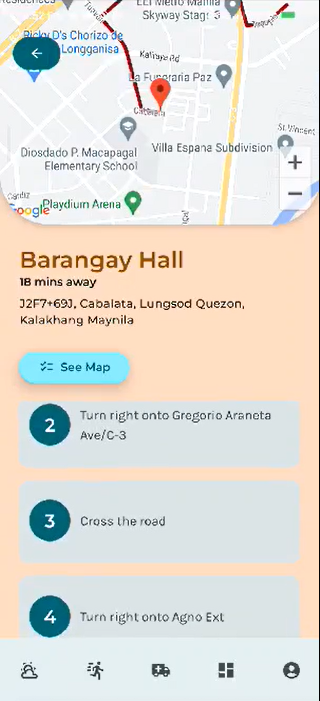 El Metro Manila
Skyway Stage 3
Ricky D's Chorizo de
Longganisa
Kaliraya Rd
La Funeraria Paz
Cabalata
St. Vincent
Villa Espana Subdivision
Diosdado P. Macapagal
Elementary School
+
−
Playdium Arena
Google
Barangay Hall
18 mins away
J2F7+69J, Cabalata, Lungsod Quezon,
Kalakhang Maynila
See Map
2
Turn right onto Gregorio Araneta
Ave/C-3
3
Cross the road
4
Turn right onto Agno Ext